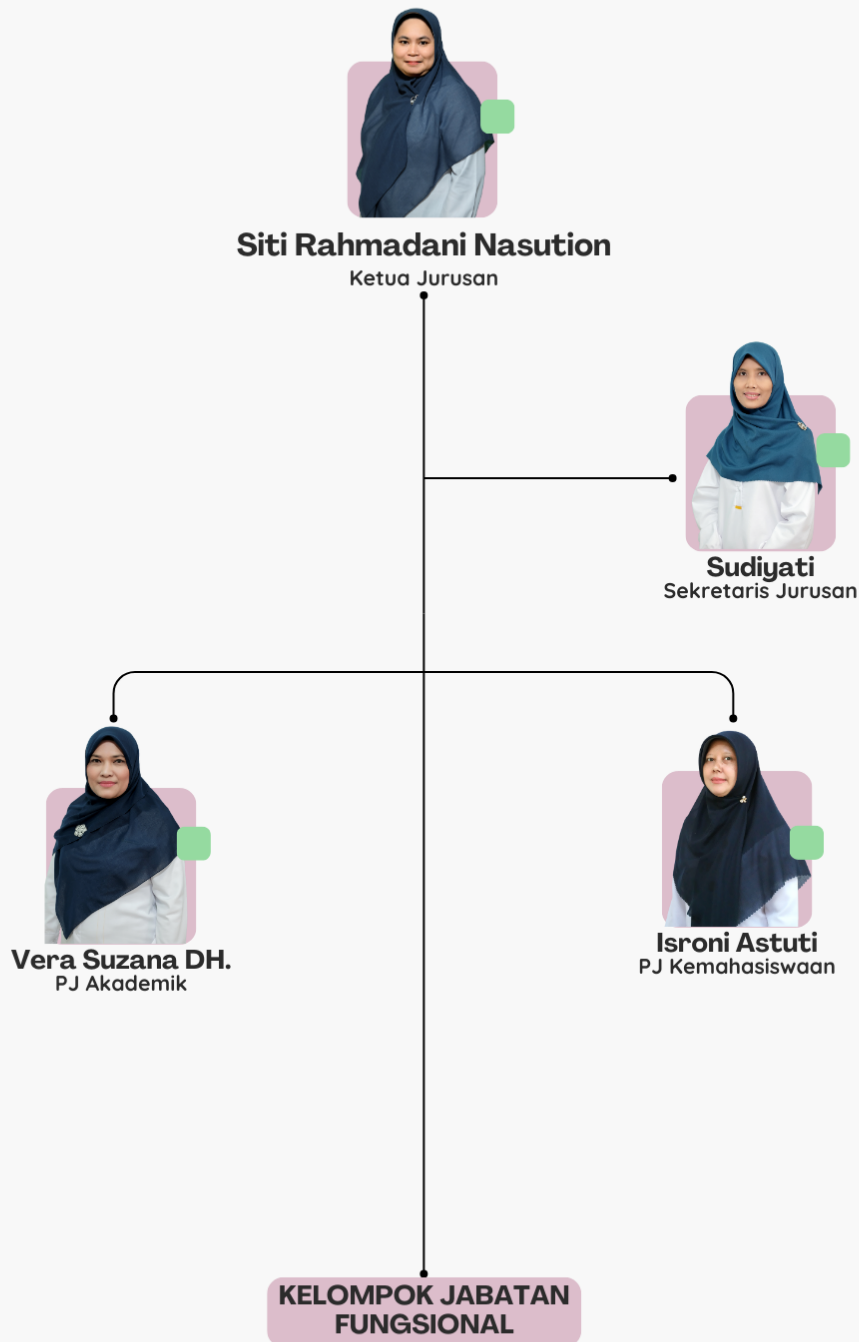 Siti Rahmadani Nasution
Ketua Jurusan
Sudiyati
Sekretaris Jurusan
Vera Suzana DH.
PJ Akademik
Isroni Astuti
PJ Kemahasiswaan
KELOMPOK JABATAN
FUNGSIONAL